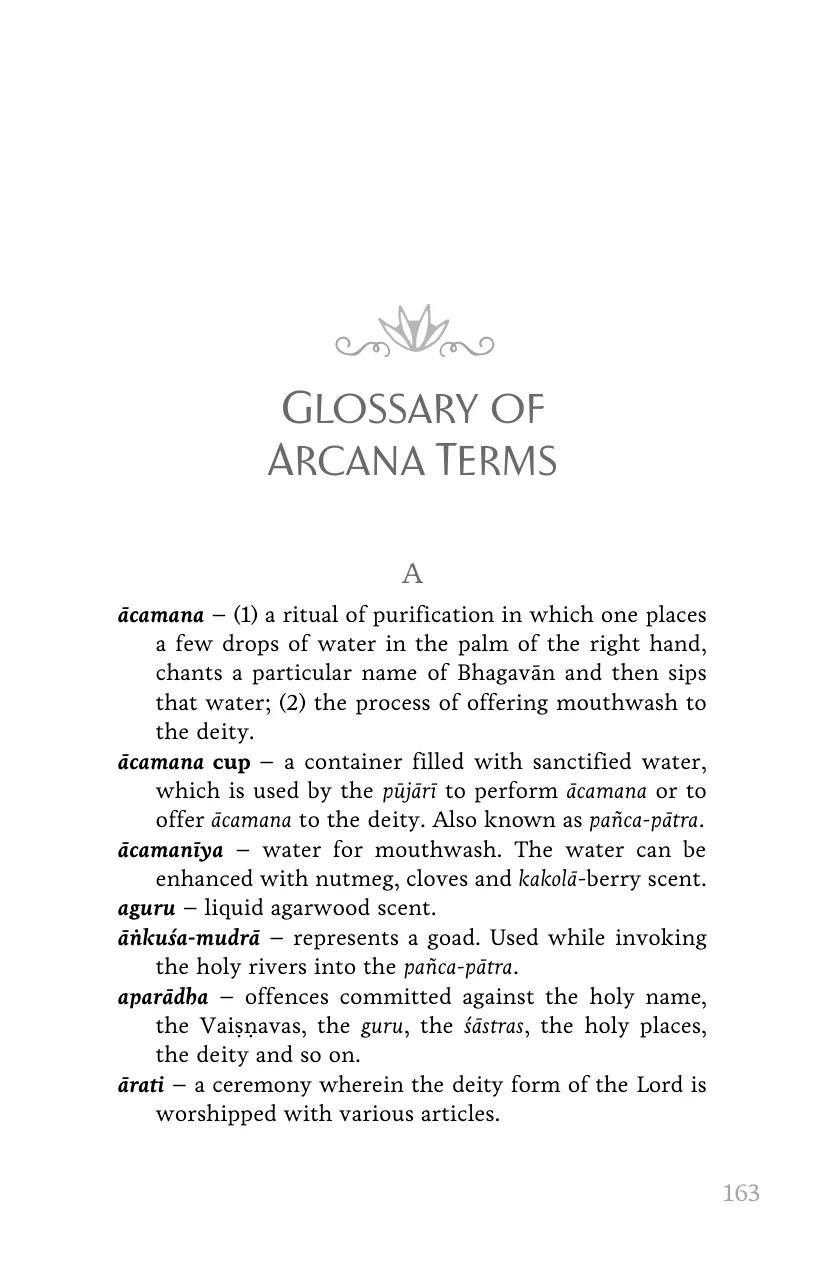 GLOSSARY OF
ARCANA TERMS
A
ācamana – (1) a ritual of purification in which one places
a few drops of water in the palm of the right hand,
chants a particular name of Bhagavān and then sips
that water; (2) the process of offering mouthwash to
the deity.
ācamana cup – a container filled with sanctified water,
which is used by the pūjārī to perform ācamana or to
offer ācamana to the deity. Also known as pañca-pātra.
ācamanīya – water for mouthwash. The water can be
enhanced with nutmeg, cloves and kakolā-berry scent.
aguru – liquid agarwood scent.
āṅkuśa-mudrā – represents a goad. Used while invoking
the holy rivers into the pañca-pātra.
aparādha – offences committed against the holy name,
the Vaiṣṇavas, the guru, the śāstras, the holy places,
the deity and so on.
ārati – a ceremony wherein the deity form of the Lord is
worshipped with various articles.
163